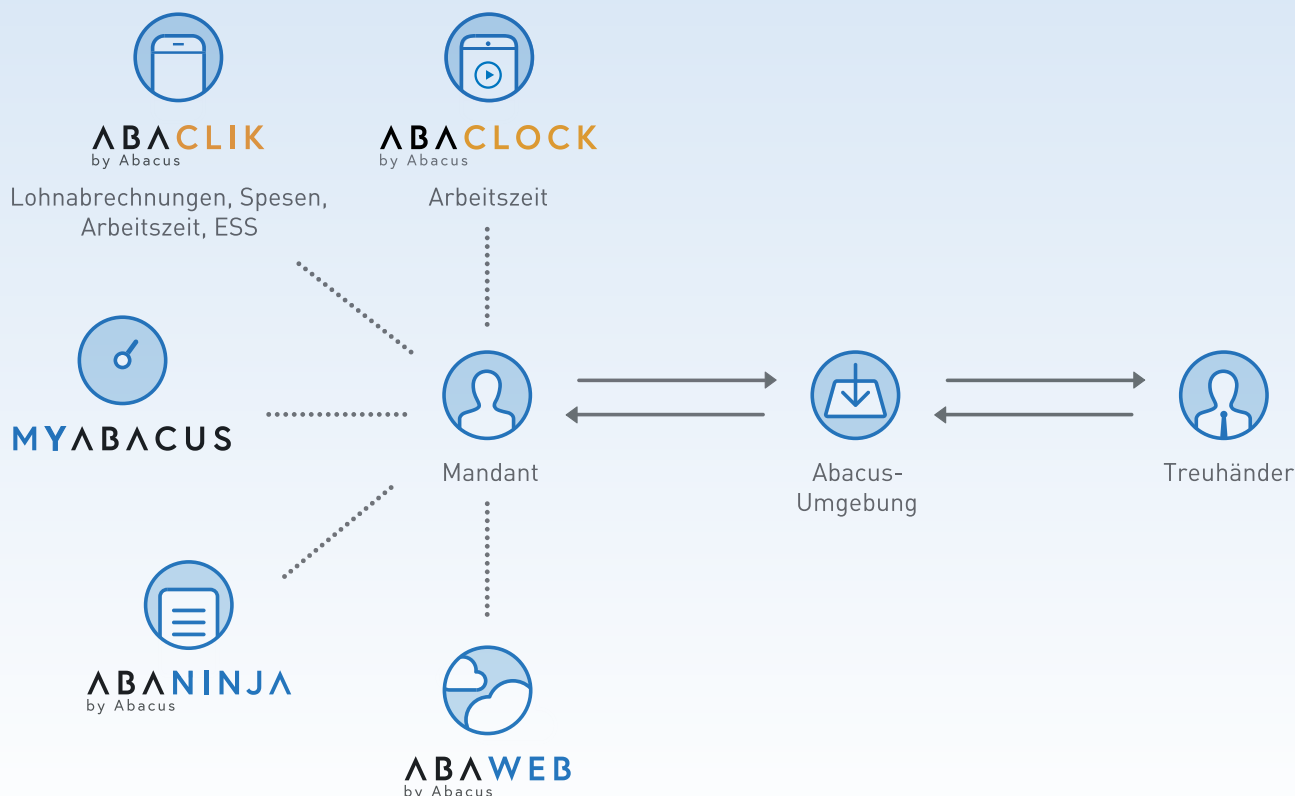 ABACLIK
by Abacus
Lohnabrechnungen, Spesen,
Arbeitszeit, ESS
ABACLOCK
by Abacus
Arbeitszeit
MYABACUS
Mandant
Abacus-
Umgebung
Treuhänder
ABANINJA
by Abacus
ABAWEB
by Abacus